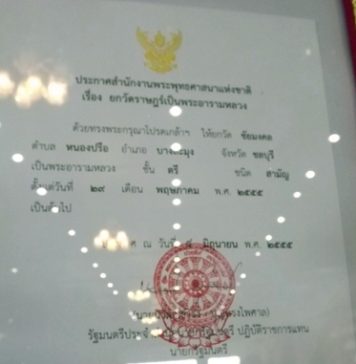 ประกาศสำนักงานพระพุทธศาสนาแห่งชาติ
เรื่อง ยกวัดราษฎร์เป็นพระอารามหลวง
ด้วยทรงพระกรุณาโปรดเกล้าฯ ให้ยกวัด ชัยมงคล
ตำบล หนองปรือ อำเภอ บางละมุง จังหวัด ชลบุรี
เป็นพระอารามหลวง ชั้น ตรี ชนิด สามัญ
ตั้งแต่วันที่ ๒๙ เดือน พฤษภาคม พ.ศ. ๒๕๕๕
เป็นต้นไป
ณ วันที่ มิถุนายน พ.ศ. ๒๕๕๕
รัฐมนตรีประจำสำนักนายกรัฐมนตรี ปฏิบัติราชการแทน
นายกรัฐมนตรี